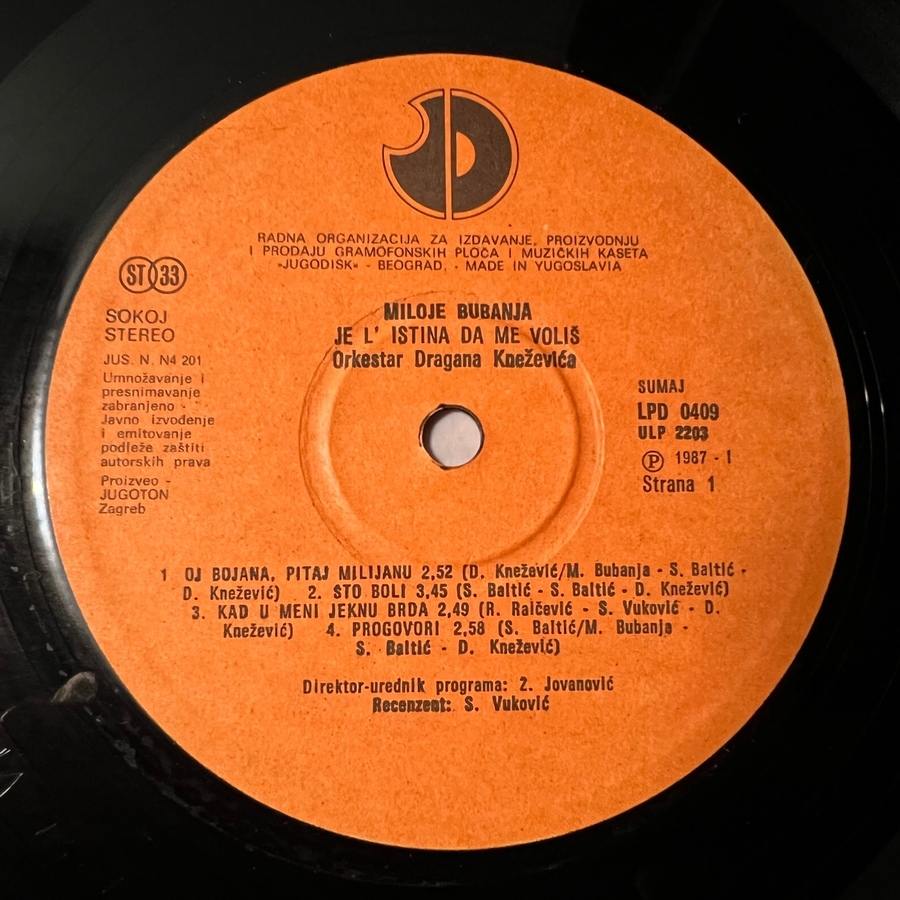 JD
RADNA ORGANIZACIJA ZA IZDAVANJE, PROIZVODNJU
I PRODAJU GRAMOFONSKIH PLOČA I MUZIČKIH KASETA
»JUGODISK« - BEOGRAD. - MADE IN YUGOSLAVIA
ST 33
SOKOJ
STEREO
JUS. N. N4 201
Umnožavanje i
presnimavanje
zabranjeno -
Javno izvođenje
i emitovanje
podleže zaštiti
autorskih prava
Proizveo -
JUGOTON
Zagreb
MILOJE BUBANJA
JE L' ISTINA DA ME VOLIŠ
Orkestar Dragana Kneževića
SUMAJ
LPD 0409
ULP 2203
Ⓟ 1987 - I
Strana 1
1 OJ BOJANA, PITAJ MILIJANU 2,52 (D. Knežević/M. Bubanja - S. Baltić -
D. Knežević) 2. ŠTO BOLI 3,45 (S. Baltić - S. Baltić - D. Knežević)
3. KAD U MENI JEKNU BRDA 2,49 (R. Raičević - S. Vuković - D.
Knežević) 4. PROGOVORI 2,58 (S. Baltić/M. Bubanja -
S. Baltić - D. Knežević)
Direktor-urednik programa: Z. Jovanović
Recenzent: S. Vuković